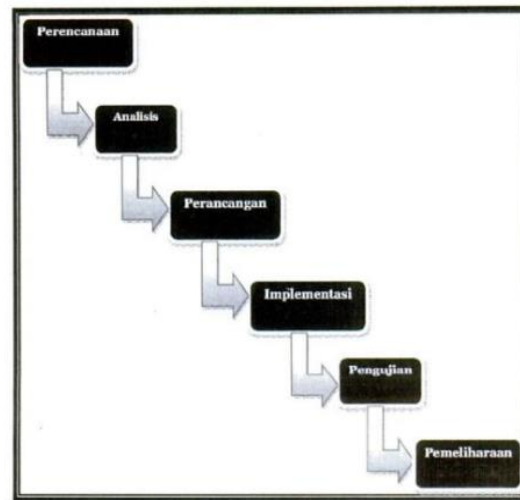 Perencanaan
Analisis
Perancangan
Implementasi
Pengujian
Pemeliharaan